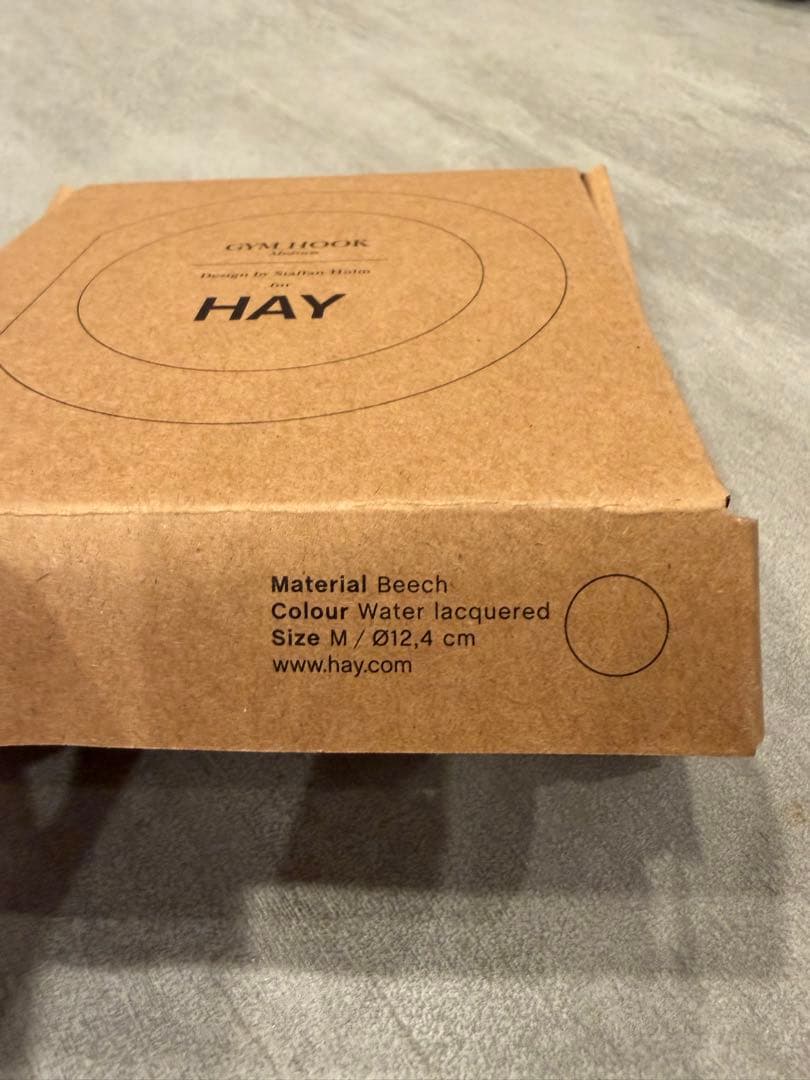 GYM HOOK
Medium
Design by Staffan Holm
for
HAY
Material Beech
Colour Water lacquered
Size M / Ø12,4 cm
www.hay.com